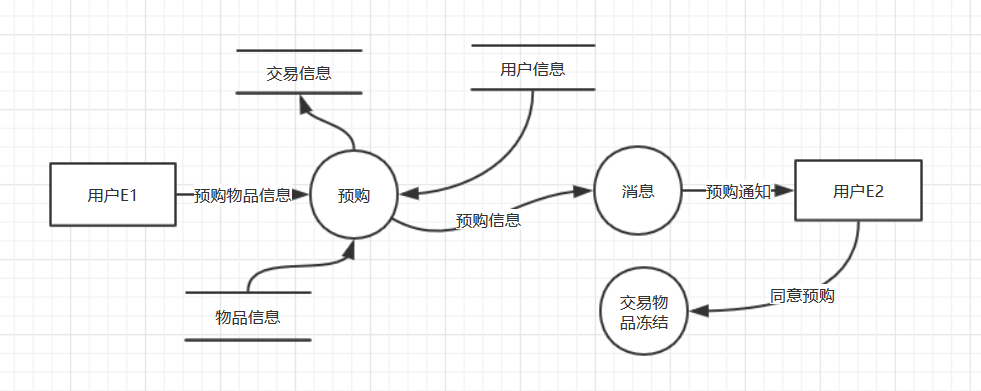 交易信息
用户信息
用户E1
预购物品信息
预购
预购信息
消息
预购通知
用户E2
物品信息
交易物
品冻结
同意预购